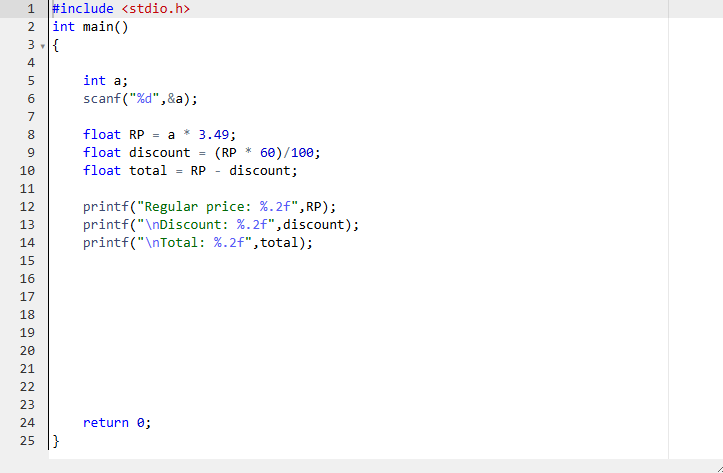 1 #include <stdio.h>
2 int main()
3 {
4
5 int a;
6 scanf("%d",&a);
7
8 float RP = a * 3.49;
9 float discount = (RP * 60)/100;
10 float total = RP - discount;
11
12 printf("Regular price: %.2f",RP);
13 printf("\nDiscount: %.2f",discount);
14 printf("\nTotal: %.2f",total);
15
16
17
18
19
20
21
22
23
24 return 0;
25 }